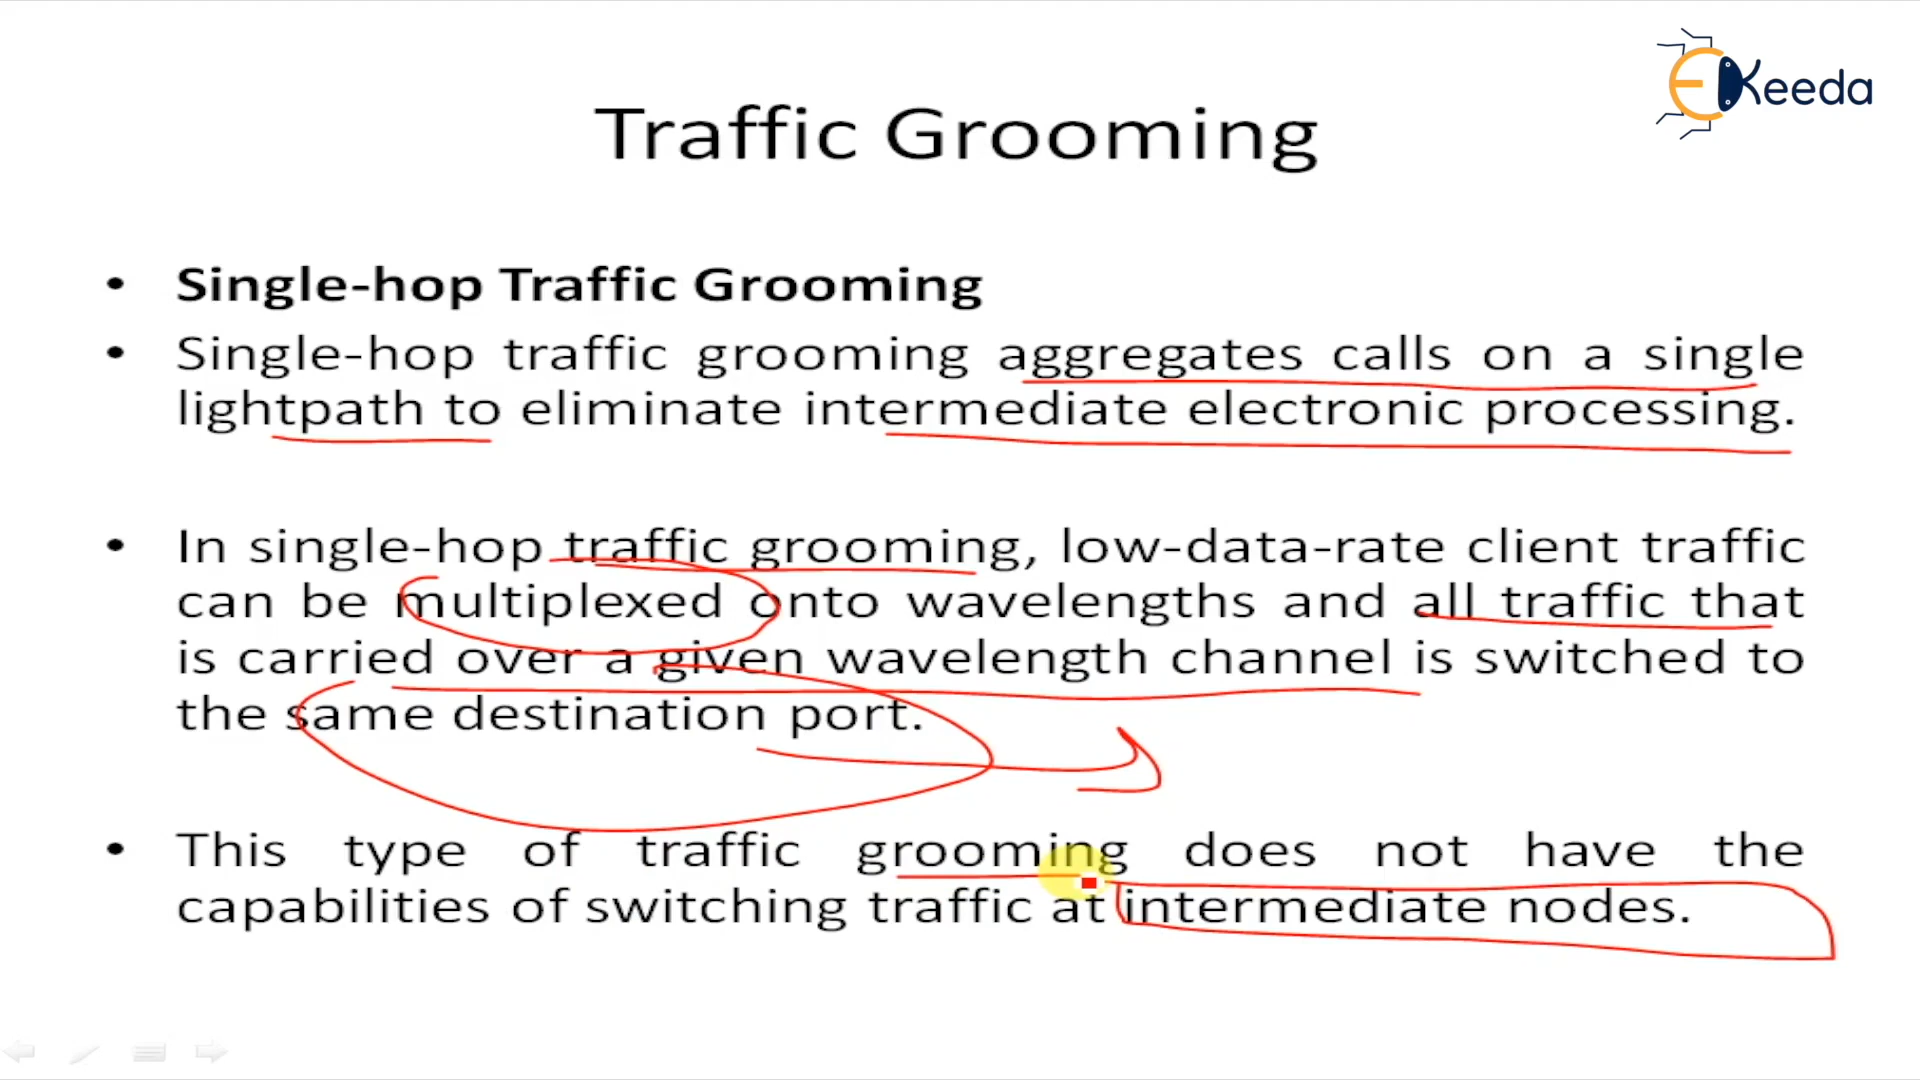 EKeeda
Traffic Grooming
• Single-hop Traffic Grooming
• Single-hop traffic grooming aggregates calls on a single
lightpath to eliminate intermediate electronic processing.
• In single-hop traffic grooming, low-data-rate client traffic
can be multiplexed onto wavelengths and all traffic that
is carried over a given wavelength channel is switched to
the same destination port.
• This type of traffic grooming does not have the
capabilities of switching traffic at intermediate nodes.